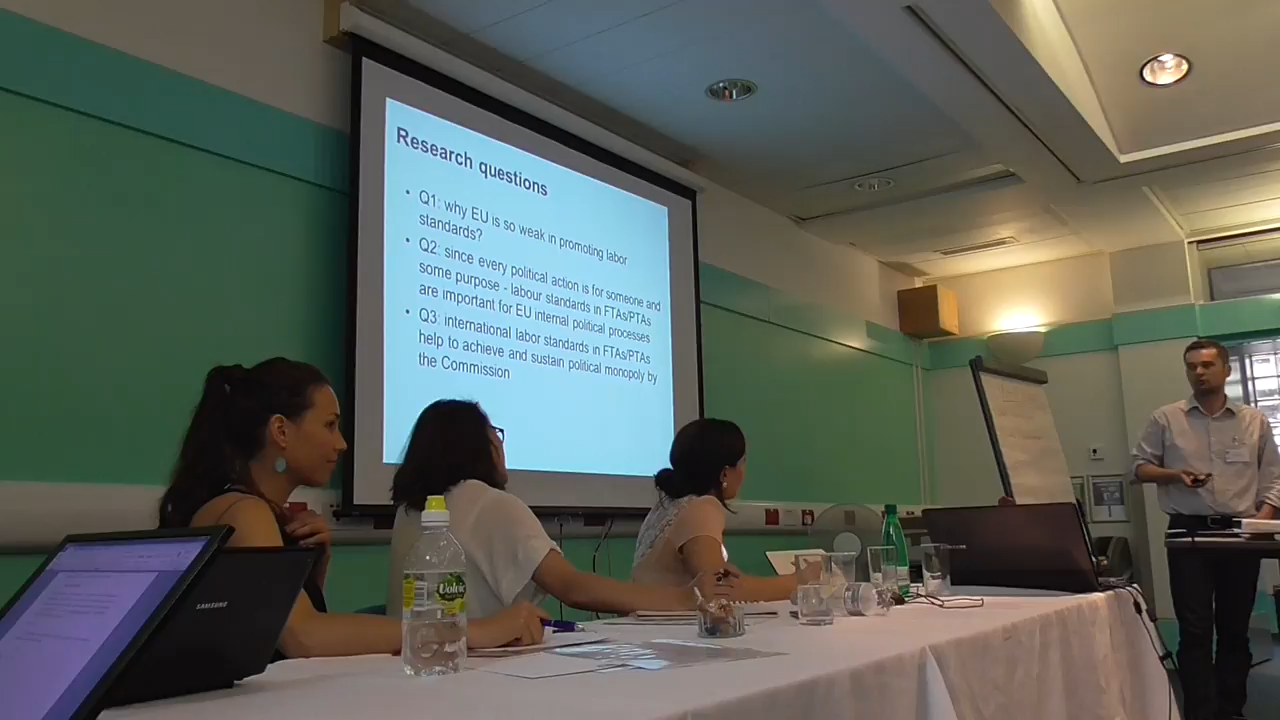 Research questions
• Q1: why EU is so weak in promoting labor
standards?
• Q2: since every political action is for someone and
some purpose - labour standards in FTAs/PTAs
are important for EU internal political processes
• Q3: international labor standards in FTAs/PTAs
help to achieve and sustain political monopoly by
the Commission
SAMSUNG
Volvic